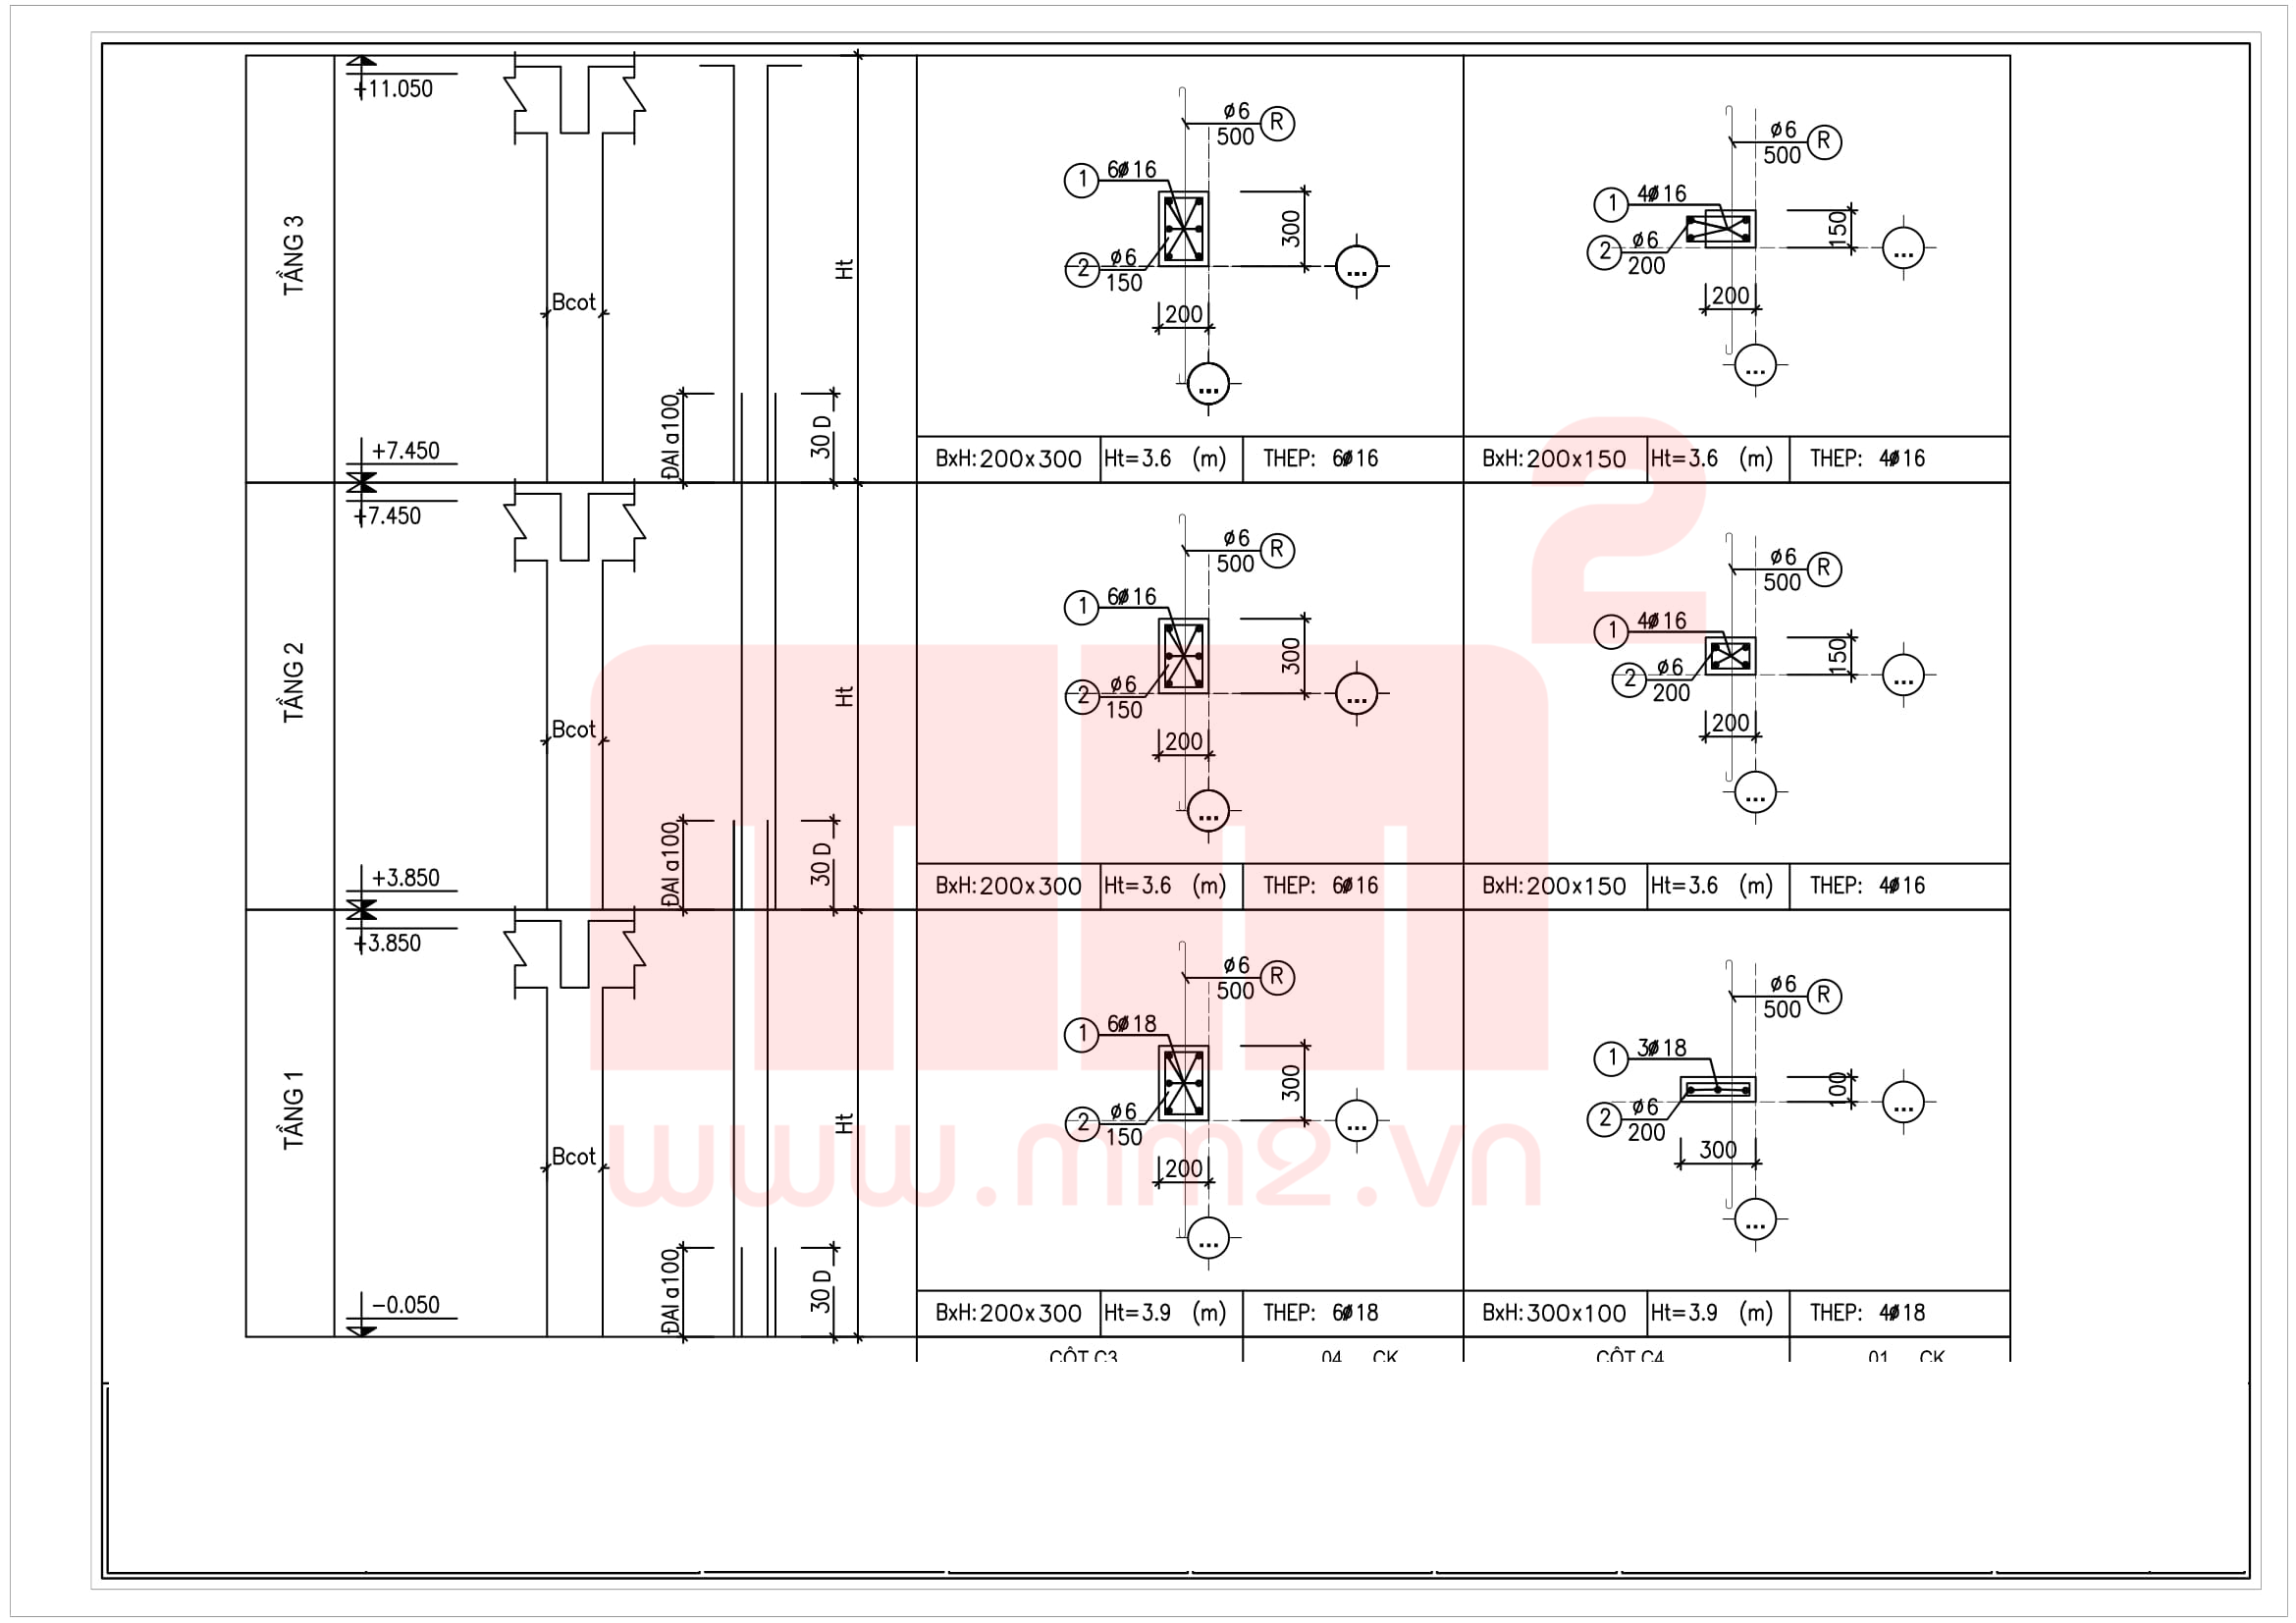 TẦNG 3
+11.050
Bcot
ĐAI a100
30 D
Ht
+7.450
ø6
500
R
1
6ø16
2
ø6
150
300
200
...
...
BxH: 200x300
Ht=3.6 (m)
THEP: 6ø16
ø6
500
R
1
4ø16
2
ø6
200
150
200
...
...
BxH: 200x150
Ht=3.6 (m)
THEP: 4ø16
TẦNG 2
+7.450
Bcot
ĐAI a100
30 D
Ht
+3.850
ø6
500
R
1
6ø16
2
ø6
150
300
200
...
...
BxH: 200x300
Ht=3.6 (m)
THEP: 6ø16
ø6
500
R
1
4ø16
2
ø6
200
150
200
...
...
BxH: 200x150
Ht=3.6 (m)
THEP: 4ø16
TẦNG 1
+3.850
Bcot
ĐAI a100
30 D
Ht
-0.050
ø6
500
R
1
6ø18
2
ø6
150
300
200
...
...
BxH: 200x300
Ht=3.9 (m)
THEP: 6ø18
ø6
500
R
1
3ø18
2
ø6
200
100
300
...
...
BxH: 300x100
Ht=3.9 (m)
THEP: 4ø18
CỘT C3
04 CK
CỘT C4
01 CK
mm2
www.mm2.vn